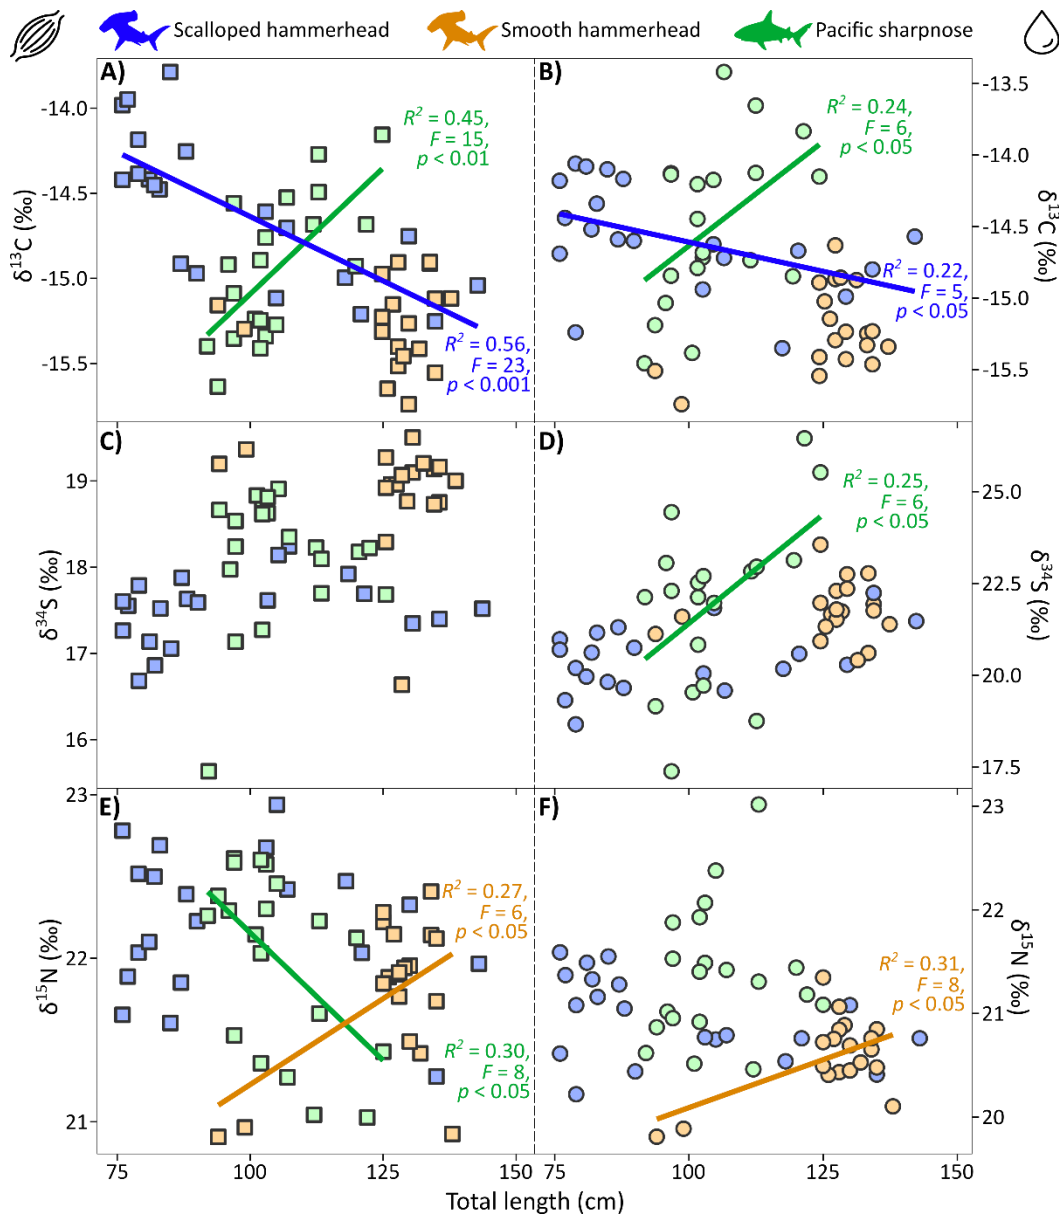 Scalloped hammerhead
Smooth hammerhead
Pacific sharpnose
A)
R² = 0.45,
F = 15,
p < 0.01
R² = 0.56,
F = 23,
p < 0.001
-14.0
-14.5
-15.0
-15.5
δ¹³C (‰)
B)
R² = 0.24,
F = 6,
p < 0.05
R² = 0.22,
F = 5,
p < 0.05
-13.5
-14.0
-14.5
-15.0
-15.5
δ¹³C (‰)
C)
19
18
17
16
δ³⁴S (‰)
D)
R² = 0.25,
F = 6,
p < 0.05
25.0
22.5
20.0
17.5
δ³⁴S (‰)
E)
R² = 0.27,
F = 6,
p < 0.05
R² = 0.30,
F = 8,
p < 0.05
23
22
21
δ¹⁵N (‰)
75
100
125
150
F)
R² = 0.31,
F = 8,
p < 0.05
23
22
21
20
δ¹⁵N (‰)
75
100
125
150
Total length (cm)